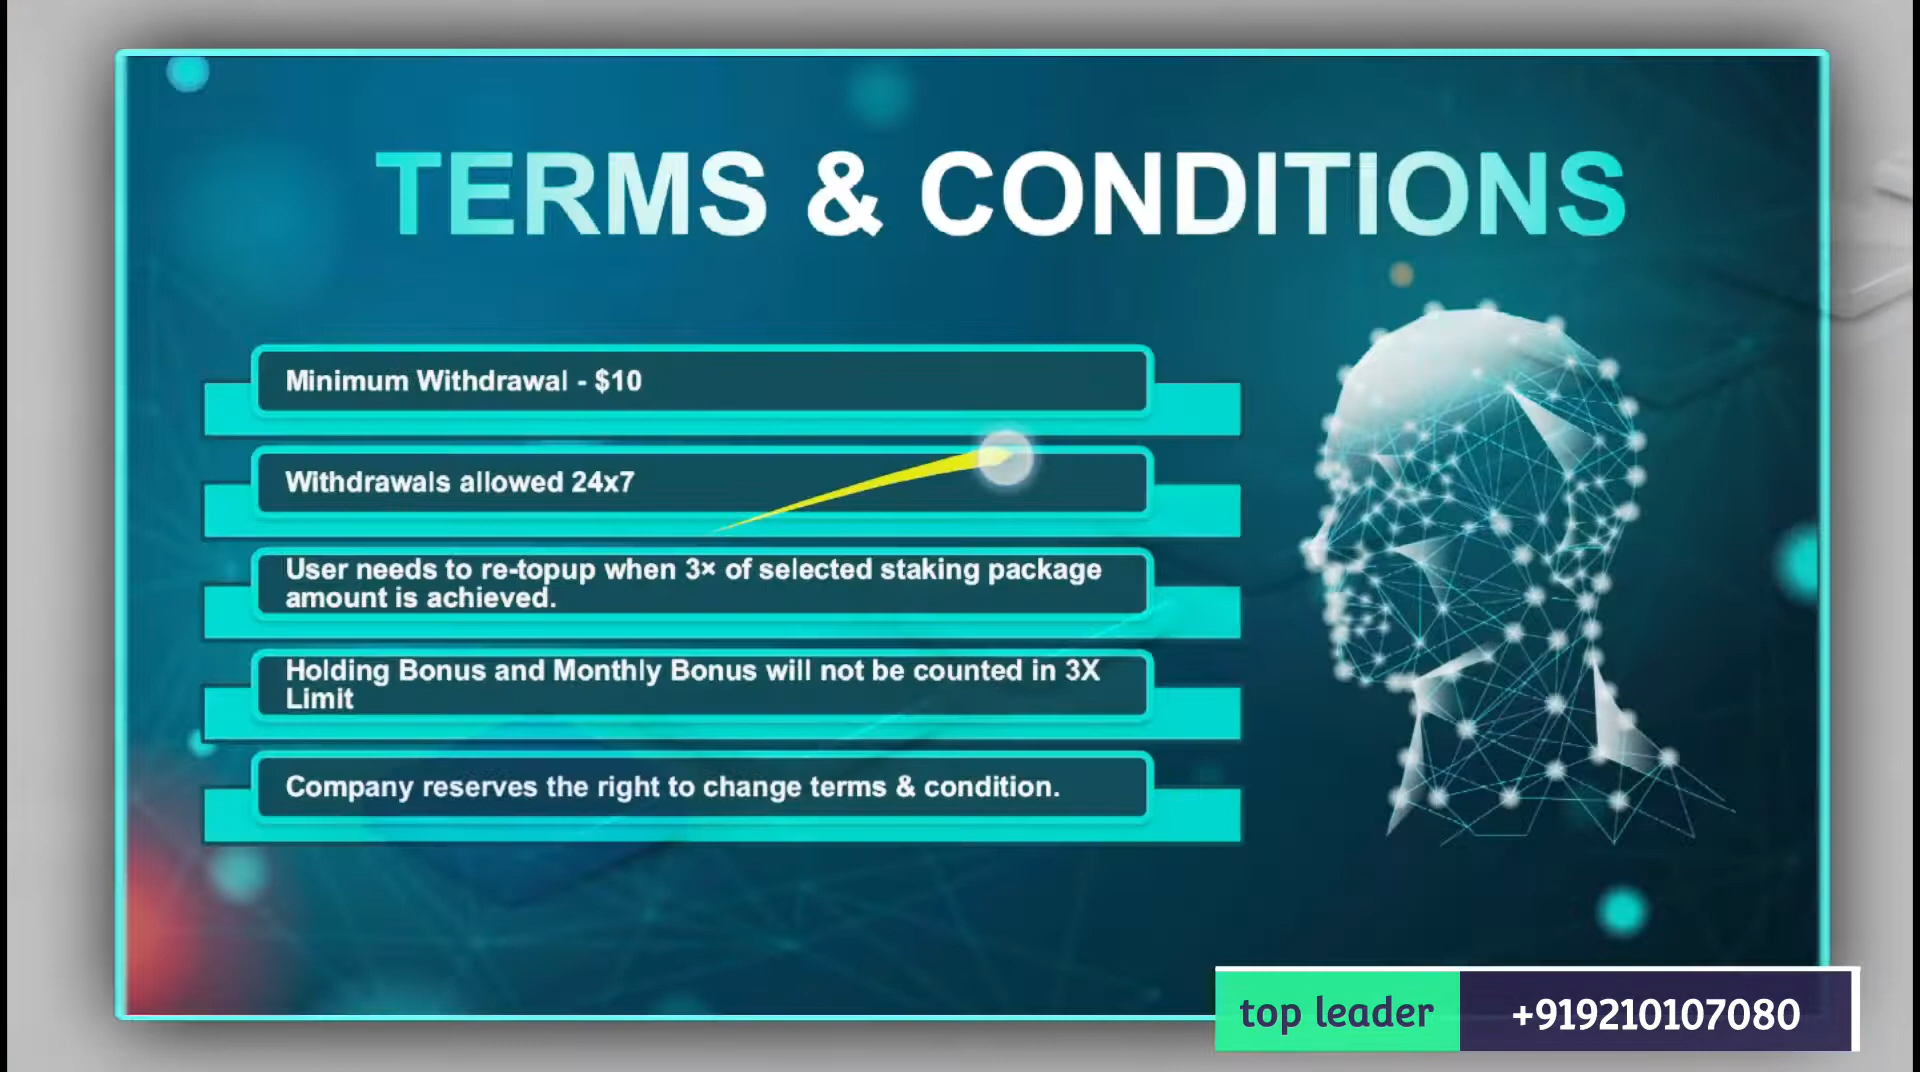 TERMS & CONDITIONS
Minimum Withdrawal - $10
Withdrawals allowed 24x7
User needs to re-topup when 3× of selected staking package
amount is achieved.
Holding Bonus and Monthly Bonus will not be counted in 3X
Limit
Company reserves the right to change terms & condition.
top leader
+919210107080